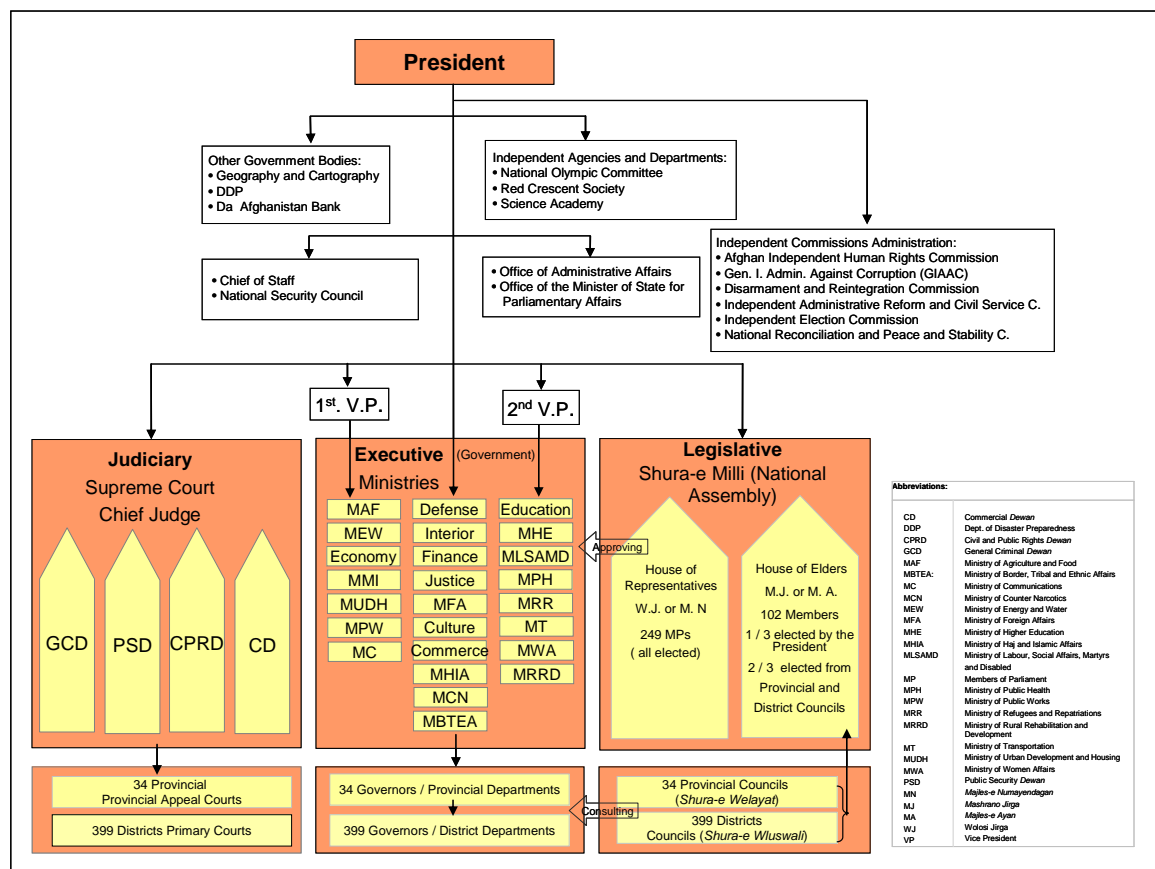 President
Other Government Bodies:
• Geography and Cartography
• DDP
• Da Afghanistan Bank
Independent Agencies and Departments:
• National Olympic Committee
• Red Crescent Society
• Science Academy
• Chief of Staff
• National Security Council
• Office of Administrative Affairs
• Office of the Minister of State for
Parliamentary Affairs
Independent Commissions Administration:
• Afghan Independent Human Rights Commission
• Gen. I. Admin. Against Corruption (GIAAC)
• Disarmament and Reintegration Commission
• Independent Administrative Reform and Civil Service C.
• Independent Election Commission
• National Reconciliation and Peace and Stability C.
1st. V.P.
2nd V.P.
Judiciary
Supreme Court
Chief Judge
GCD
PSD
CPRD
CD
Executive (Government)
Ministries
MAF
MEW
Economy
MMI
MUDH
MPW
MC
Defense
Interior
Finance
Justice
MFA
Culture
Commerce
MHIA
MCN
MBTEA
Education
MHE
MLSAMD
MPH
MRR
MT
MWA
MRRD
Approving
Legislative
Shura-e Milli (National
Assembly)
House of
Representatives
W.J. or M. N
249 MPs
( all elected)
House of Elders
M.J. or M. A.
102 Members
1 / 3 elected by the
President
2 / 3 elected from
Provincial and
District Councils
34 Provincial
Provincial Appeal Courts
399 Districts Primary Courts
34 Governors / Provincial Departments
399 Governors / District Departments
Consulting
34 Provincial Councils
(Shura-e Welayat)
399 Districts
Councils (Shura-e Wluswali)
Abbreviations:
CD Commercial Dewan
DDP Dept. of Disaster Preparedness
CPRD Civil and Public Rights Dewan
GCD General Criminal Dewan
MAF Ministry of Agriculture and Food
MBTEA: Ministry of Border, Tribal and Ethnic Affairs
MC Ministry of Communications
MCN Ministry of Counter Narcotics
MEW Ministry of Energy and Water
MFA Ministry of Foreign Affairs
MHE Ministry of Higher Education
MHIA Ministry of Haj and Islamic Affairs
MLSAMD Ministry of Labour, Social Affairs, Martyrs
and Disabled
MP Members of Parliament
MPH Ministry of Public Health
MPW Ministry of Public Works
MRR Ministry of Refugees and Repatriations
MRRD Ministry of Rural Rehabilitation and
Development
MT Ministry of Transportation
MUDH Ministry of Urban Development and Housing
MWA Ministry of Women Affairs
PSD Public Security Dewan
MN Majles-e Numayendagan
MJ Mashrano Jirga
MA Majles-e Ayan
WJ Wolosi Jirga
VP Vice President